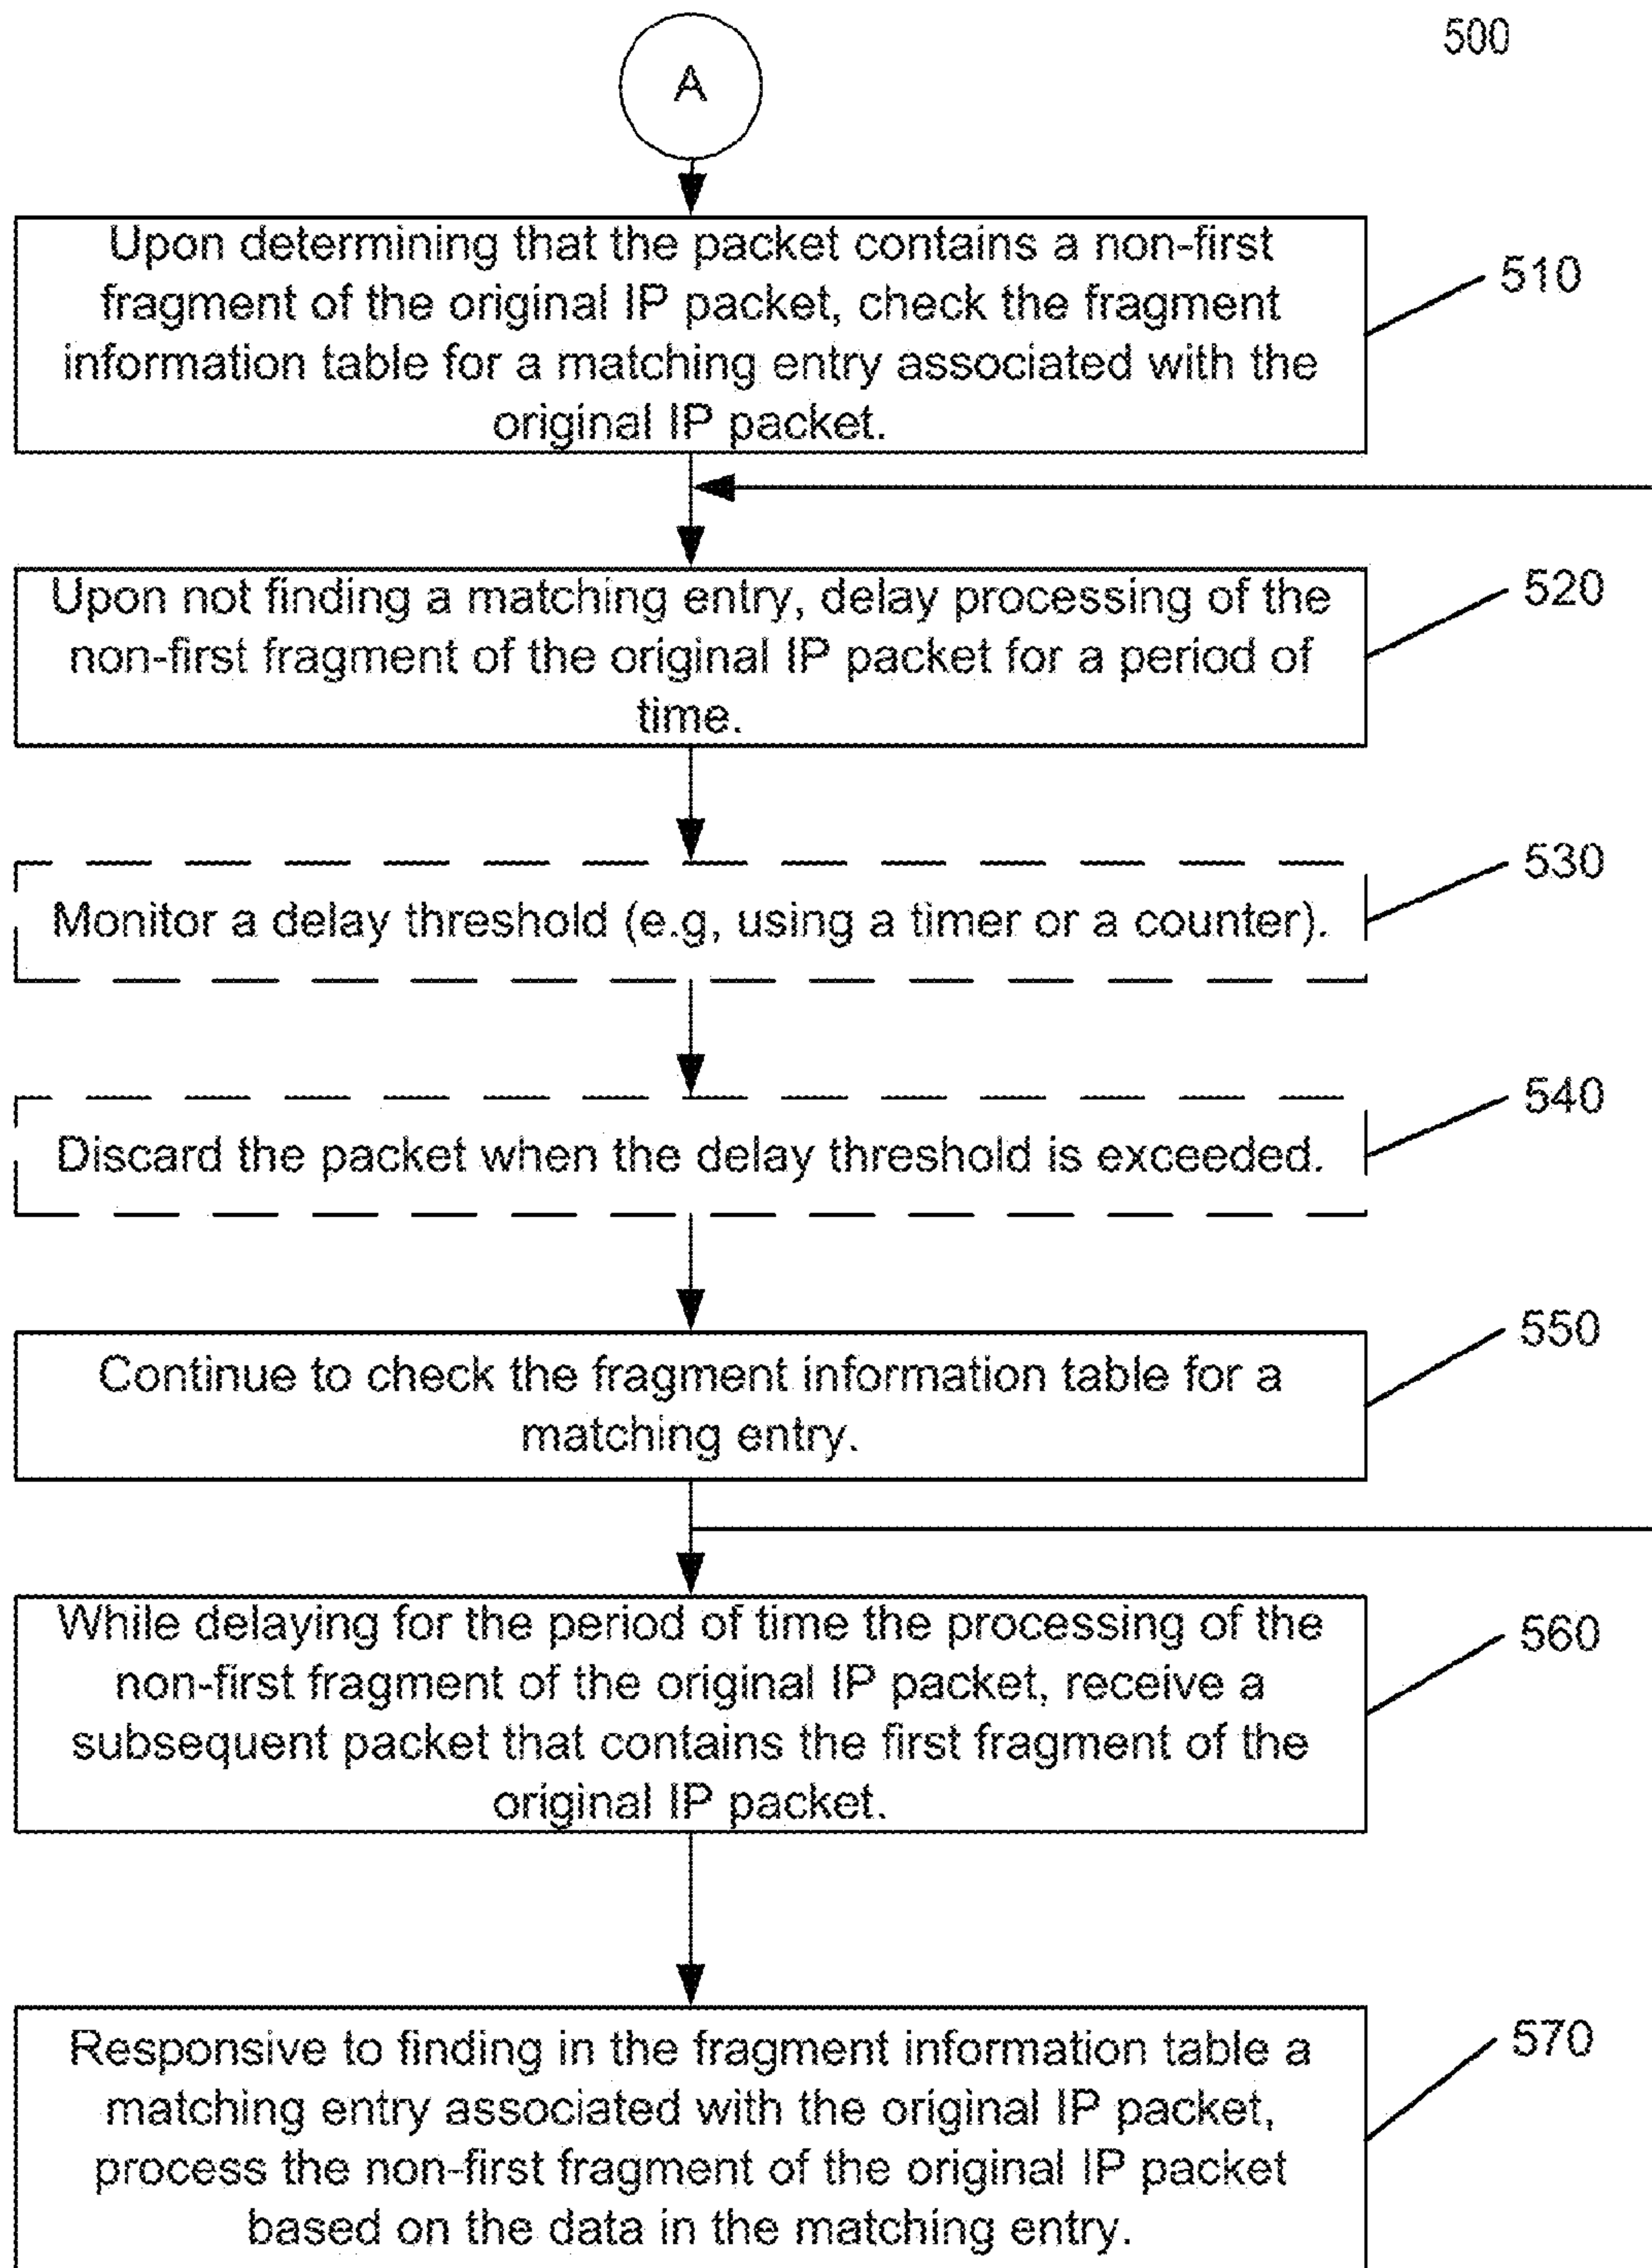 500
A
Upon determining that the packet contains a non-first
fragment of the original IP packet, check the fragment
information table for a matching entry associated with the
original IP packet.
510
Upon not finding a matching entry, delay processing of the
non-first fragment of the original IP packet for a period of
time.
520
Monitor a delay threshold (e.g, using a timer or a counter).
530
Discard the packet when the delay threshold is exceeded.
540
Continue to check the fragment information table for a
matching entry.
550
While delaying for the period of time the processing of the
non-first fragment of the original IP packet, receive a
subsequent packet that contains the first fragment of the
original IP packet.
560
Responsive to finding in the fragment information table a
matching entry associated with the original IP packet,
process the non-first fragment of the original IP packet
based on the data in the matching entry.
570